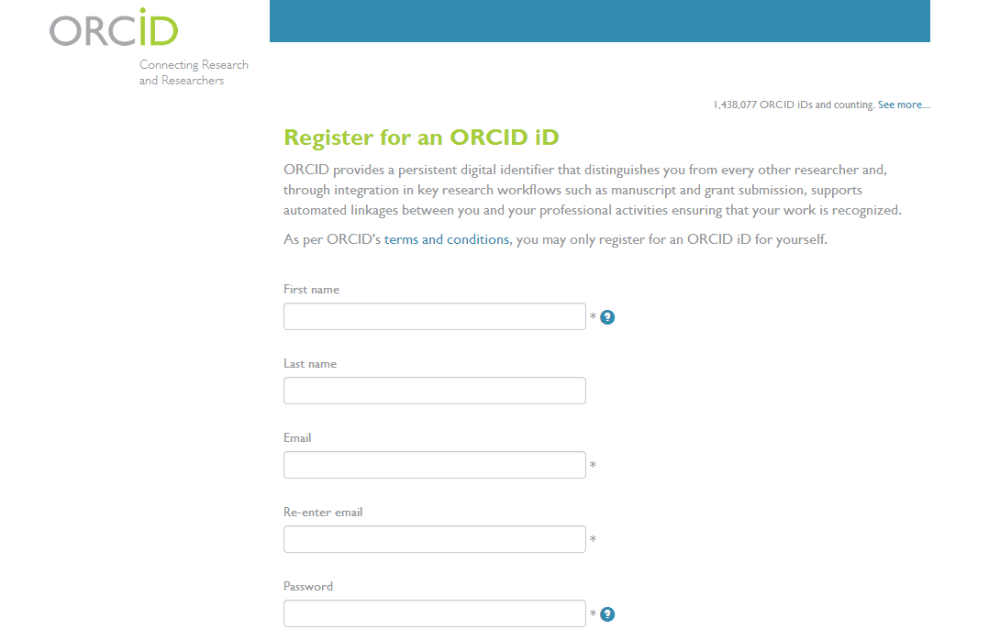 ORCiD
Connecting Research
and Researchers
1,438,077 ORCID iDs and counting. See more...
Register for an ORCID iD
ORCID provides a persistent digital identifier that distinguishes you from every other researcher and,
through integration in key research workflows such as manuscript and grant submission, supports
automated linkages between you and your professional activities ensuring that your work is recognized.
As per ORCID's terms and conditions, you may only register for an ORCID iD for yourself.
First name
* ?
Last name
Email
*
Re-enter email
*
Password
* ?